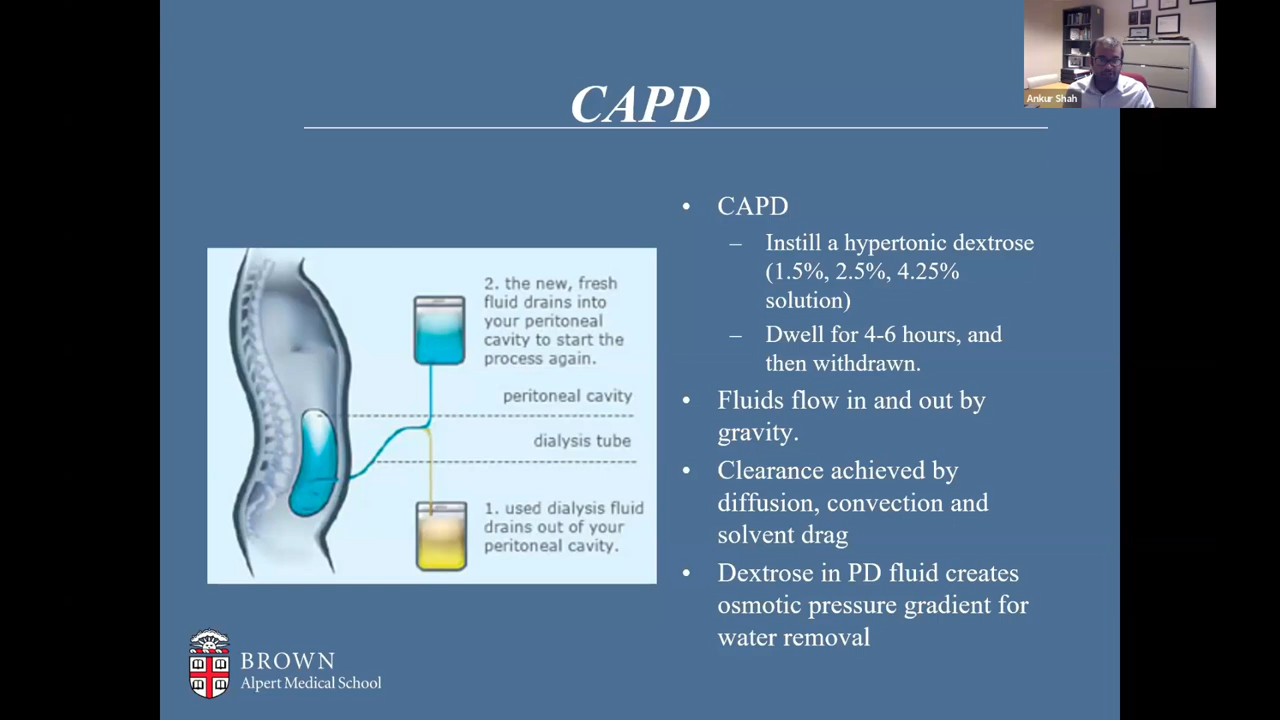 Ankur Shah
CAPD
• CAPD
– Instill a hypertonic dextrose
(1.5%, 2.5%, 4.25%
solution)
– Dwell for 4-6 hours, and
then withdrawn.
• Fluids flow in and out by
gravity.
• Clearance achieved by
diffusion, convection and
solvent drag
• Dextrose in PD fluid creates
osmotic pressure gradient for
water removal
2. the new, fresh
fluid drains into
your peritoneal
cavity to start the
process again.
peritoneal cavity
dialysis tube
1. used dialysis fluid
drains out of your
peritoneal cavity.
BROWN
Alpert Medical School